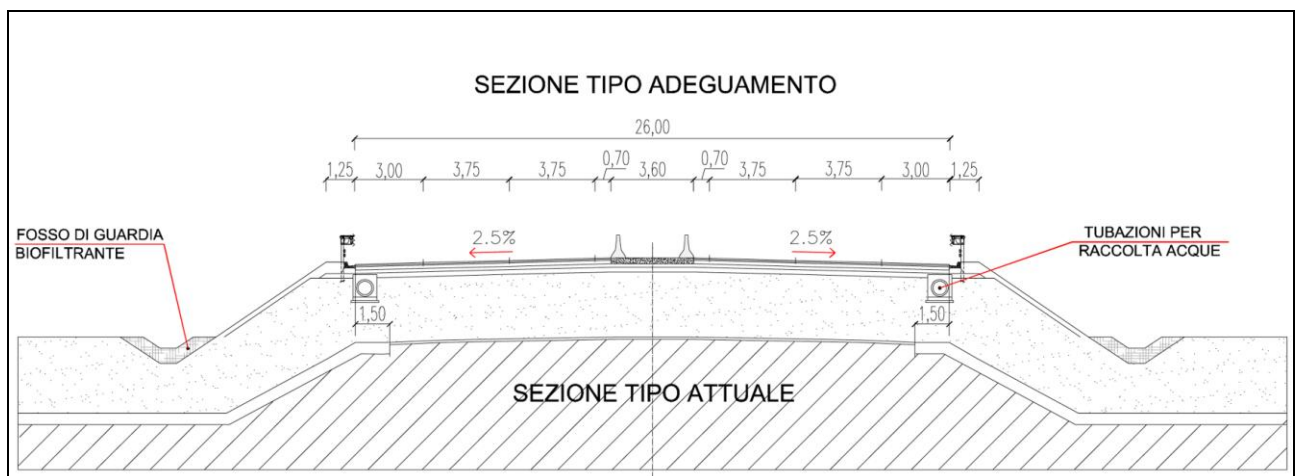 SEZIONE TIPO ADEGUAMENTO
26,00
1,25 3,00 3,75 3,75 0,70 3,60 0,70 3,75 3,75 3,00 1,25
FOSSO DI GUARDIA
BIOFILTRANTE
2.5% 2.5%
TUBAZIONI PER
RACCOLTA ACQUE
1,50 1,50
SEZIONE TIPO ATTUALE